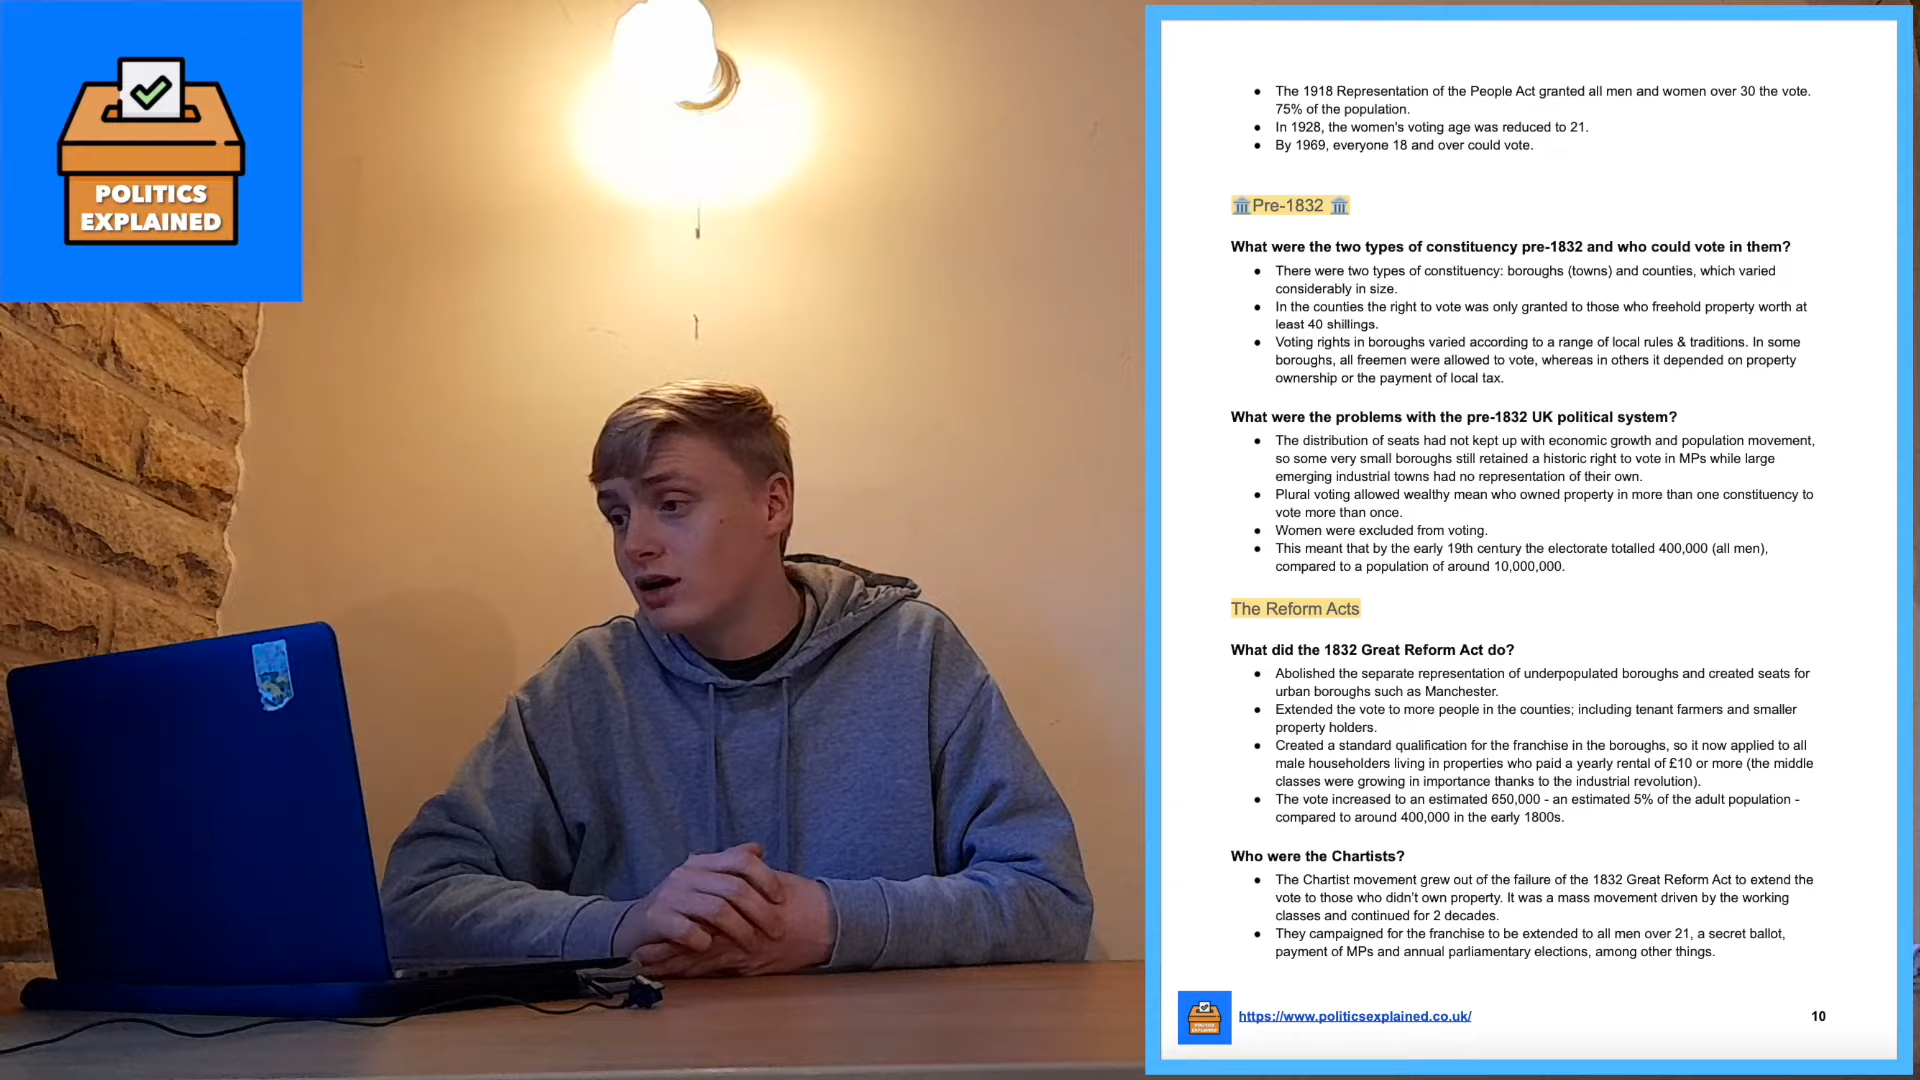 POLITICS
EXPLAINED
● The 1918 Representation of the People Act granted all men and women over 30 the vote.
75% of the population.
● In 1928, the women's voting age was reduced to 21.
● By 1969, everyone 18 and over could vote.
🏛️Pre-1832 🏛️
What were the two types of constituency pre-1832 and who could vote in them?
● There were two types of constituency: boroughs (towns) and counties, which varied
considerably in size.
● In the counties the right to vote was only granted to those who freehold property worth at
least 40 shillings.
● Voting rights in boroughs varied according to a range of local rules & traditions. In some
boroughs, all freemen were allowed to vote, whereas in others it depended on property
ownership or the payment of local tax.
What were the problems with the pre-1832 UK political system?
● The distribution of seats had not kept up with economic growth and population movement,
so some very small boroughs still retained a historic right to vote in MPs while large
emerging industrial towns had no representation of their own.
● Plural voting allowed wealthy mean who owned property in more than one constituency to
vote more than once.
● Women were excluded from voting.
● This meant that by the early 19th century the electorate totalled 400,000 (all men),
compared to a population of around 10,000,000.
The Reform Acts
What did the 1832 Great Reform Act do?
● Abolished the separate representation of underpopulated boroughs and created seats for
urban boroughs such as Manchester.
● Extended the vote to more people in the counties; including tenant farmers and smaller
property holders.
● Created a standard qualification for the franchise in the boroughs, so it now applied to all
male householders living in properties who paid a yearly rental of £10 or more (the middle
classes were growing in importance thanks to the industrial revolution).
● The vote increased to an estimated 650,000 - an estimated 5% of the adult population -
compared to around 400,000 in the early 1800s.
Who were the Chartists?
● The Chartist movement grew out of the failure of the 1832 Great Reform Act to extend the
vote to those who didn't own property. It was a mass movement driven by the working
classes and continued for 2 decades.
● They campaigned for the franchise to be extended to all men over 21, a secret ballot,
payment of MPs and annual parliamentary elections, among other things.
POLITICS
EXPLAINED
https://www.politicsexplained.co.uk/
10